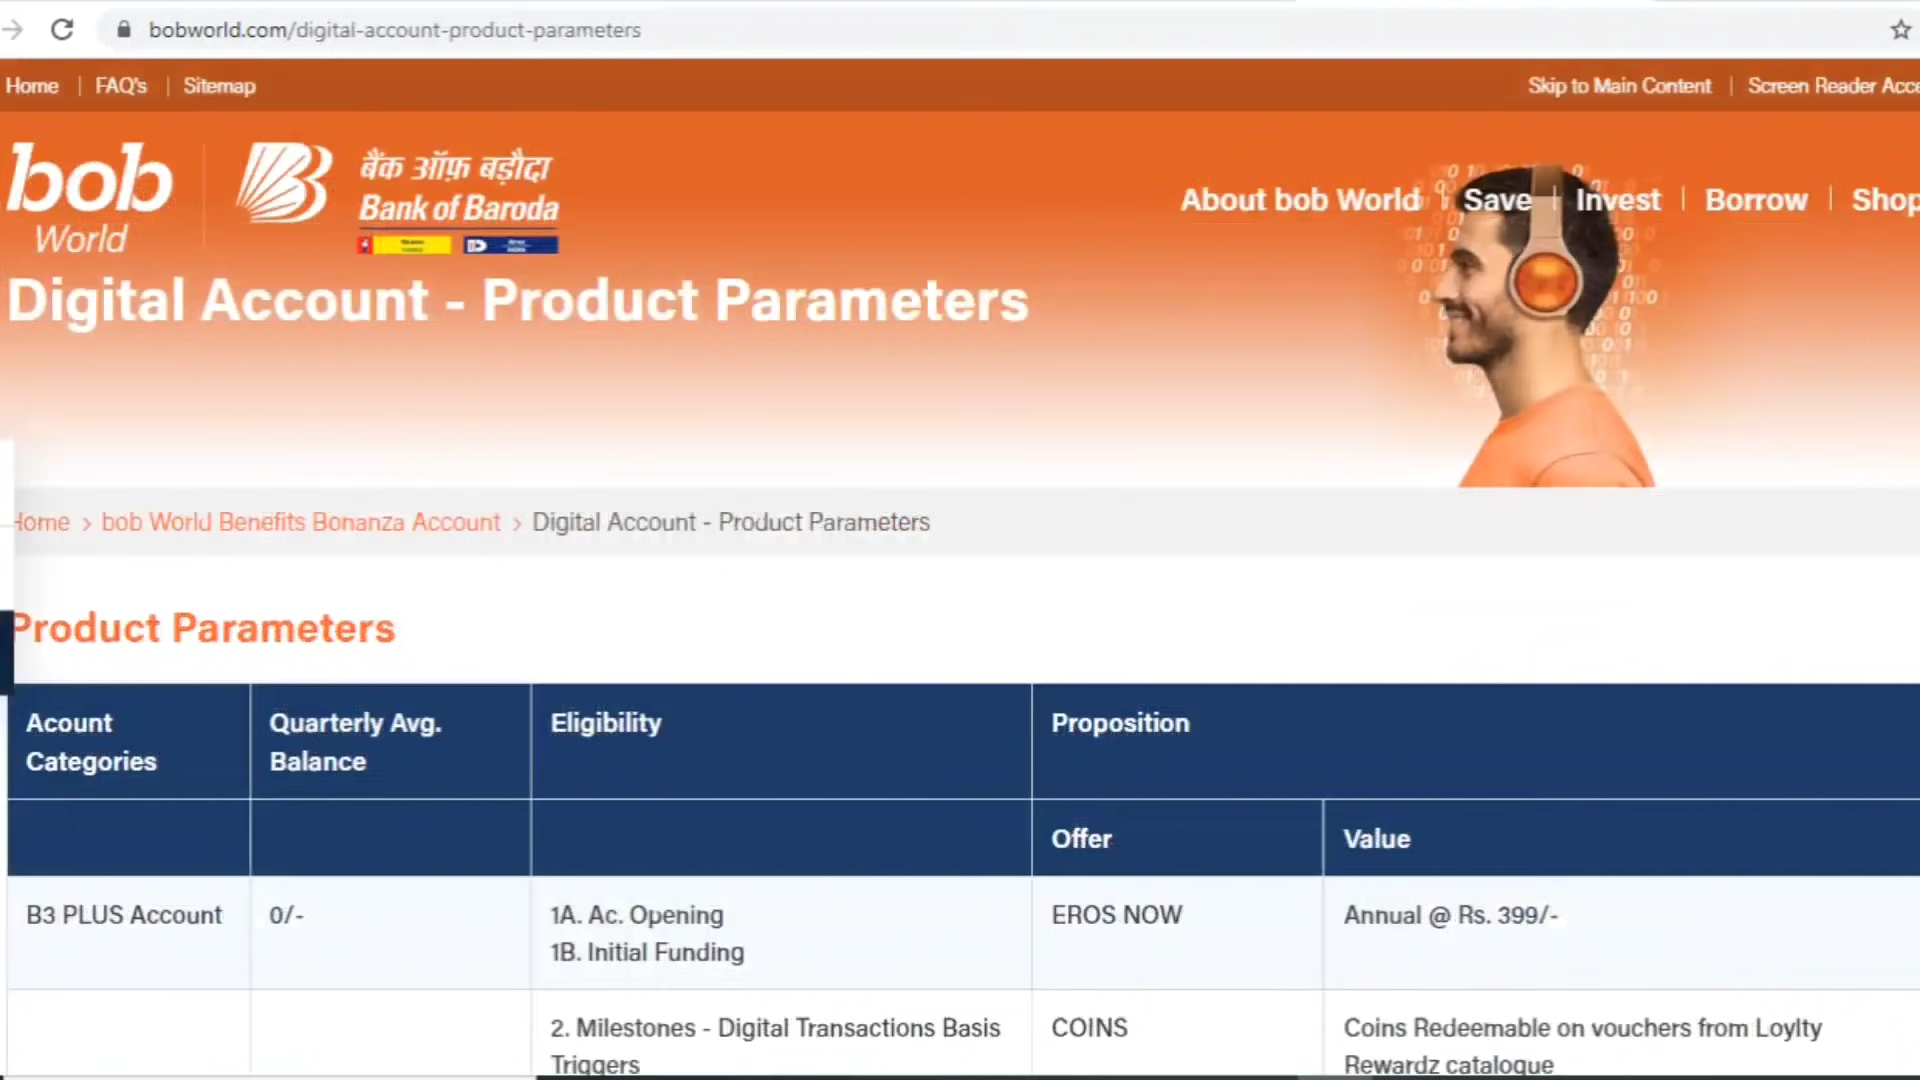 bobworld.com/digital-account-product-parameters
Home | FAQ's | Sitemap
Skip to Main Content | Screen Reader Acce
bob
World
बैंक ऑफ़ बड़ौदा
Bank of Baroda
About bob World | Save | Invest | Borrow | Shop
Digital Account - Product Parameters
Home > bob World Benefits Bonanza Account > Digital Account - Product Parameters
Product Parameters
Acount Categories
Quarterly Avg. Balance
Eligibility
Proposition
Offer
Value
B3 PLUS Account
0/-
1A. Ac. Opening
1B. Initial Funding
EROS NOW
Annual @ Rs. 399/-
2. Milestones - Digital Transactions Basis
Triggers
COINS
Coins Redeemable on vouchers from Loylty
Rewardz catalogue